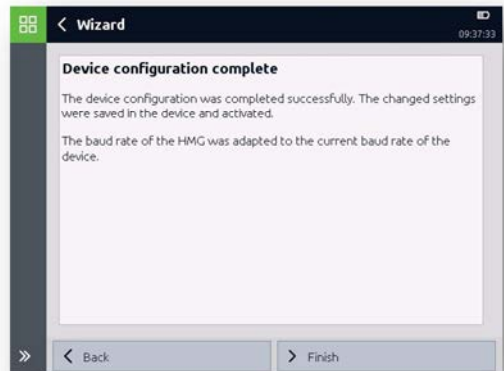 Wizard
09:37:33
Device configuration complete
The device configuration was completed successfully. The changed settings
were saved in the device and activated.
The baud rate of the HMG was adapted to the current baud rate of the
device.
Back
Finish